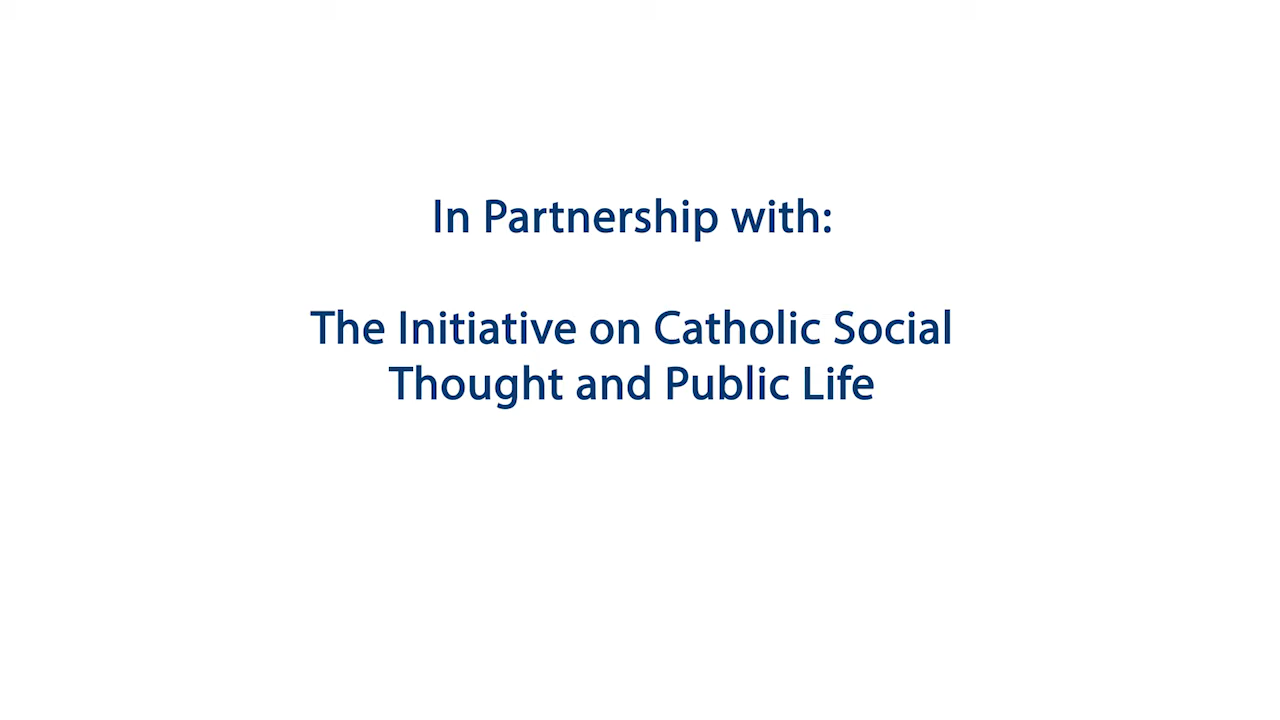 In Partnership with:
The Initiative on Catholic Social
Thought and Public Life